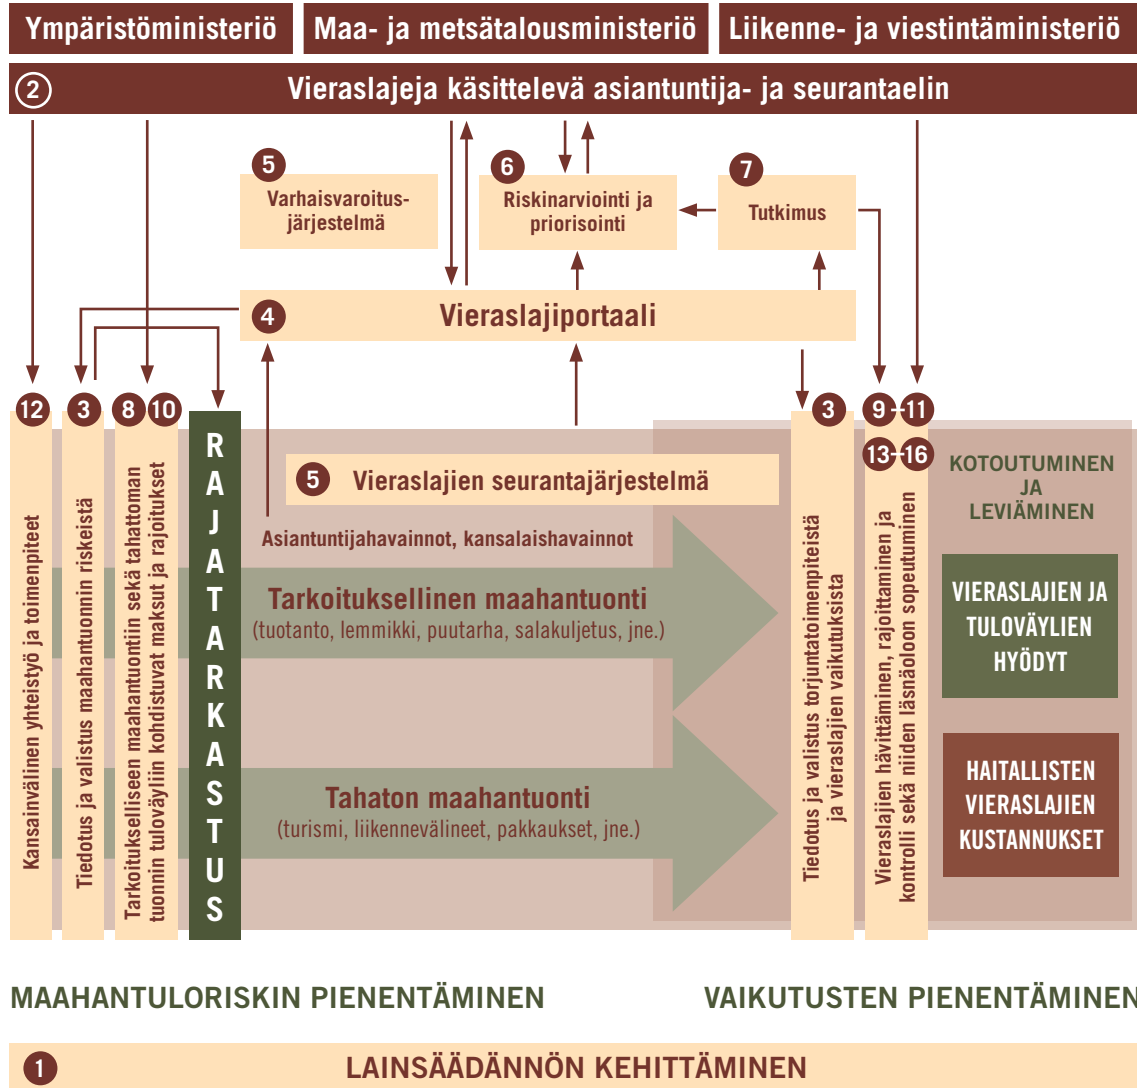 Ympäristöministeriö
Maa- ja metsätalousministeriö
Liikenne- ja viestintäministeriö
2
Vieraslajeja käsittelevä asiantuntija- ja seurantaelin
5
Varhaisvaroitus-
järjestelmä
6
Riskinarviointi ja
priorisointi
7
Tutkimus
4
Vieraslajiportaali
12
Kansainvälinen yhteistyö ja toimenpiteet
3
Tiedotus ja valistus maahantuonnin riskeistä
8 10
Tarkoitukselliseen maahantuontiin sekä tahattoman
tuonnin tuloväyliin kohdistuvat maksut ja rajoitukset
RAJATARKASTUS
5
Vieraslajien seurantajärjestelmä
Asiantuntijahavainnot, kansalaishavainnot
Tarkoituksellinen maahantuonti
(tuotanto, lemmikki, puutarha, salakuljetus, jne.)
Tahaton maahantuonti
(turismi, liikennevälineet, pakkaukset, jne.)
3
Tiedotus ja valistus torjuntatoimenpiteistä
ja vieraslajien vaikutuksista
9–11
13–16
Vieraslajien hävittäminen, rajoittaminen ja
kontrolli sekä niiden läsnäoloon sopeutuminen
KOTOUTUMINEN
JA
LEVIÄMINEN
VIERASLAJIEN JA
TULOVÄYLIEN
HYÖDYT
HAITALLISTEN
VIERASLAJIEN
KUSTANNUKSET
MAAHANTULORISKIN PIENENTÄMINEN
VAIKUTUSTEN PIENENTÄMINEN
1
LAINSÄÄDÄNNÖN KEHITTÄMINEN